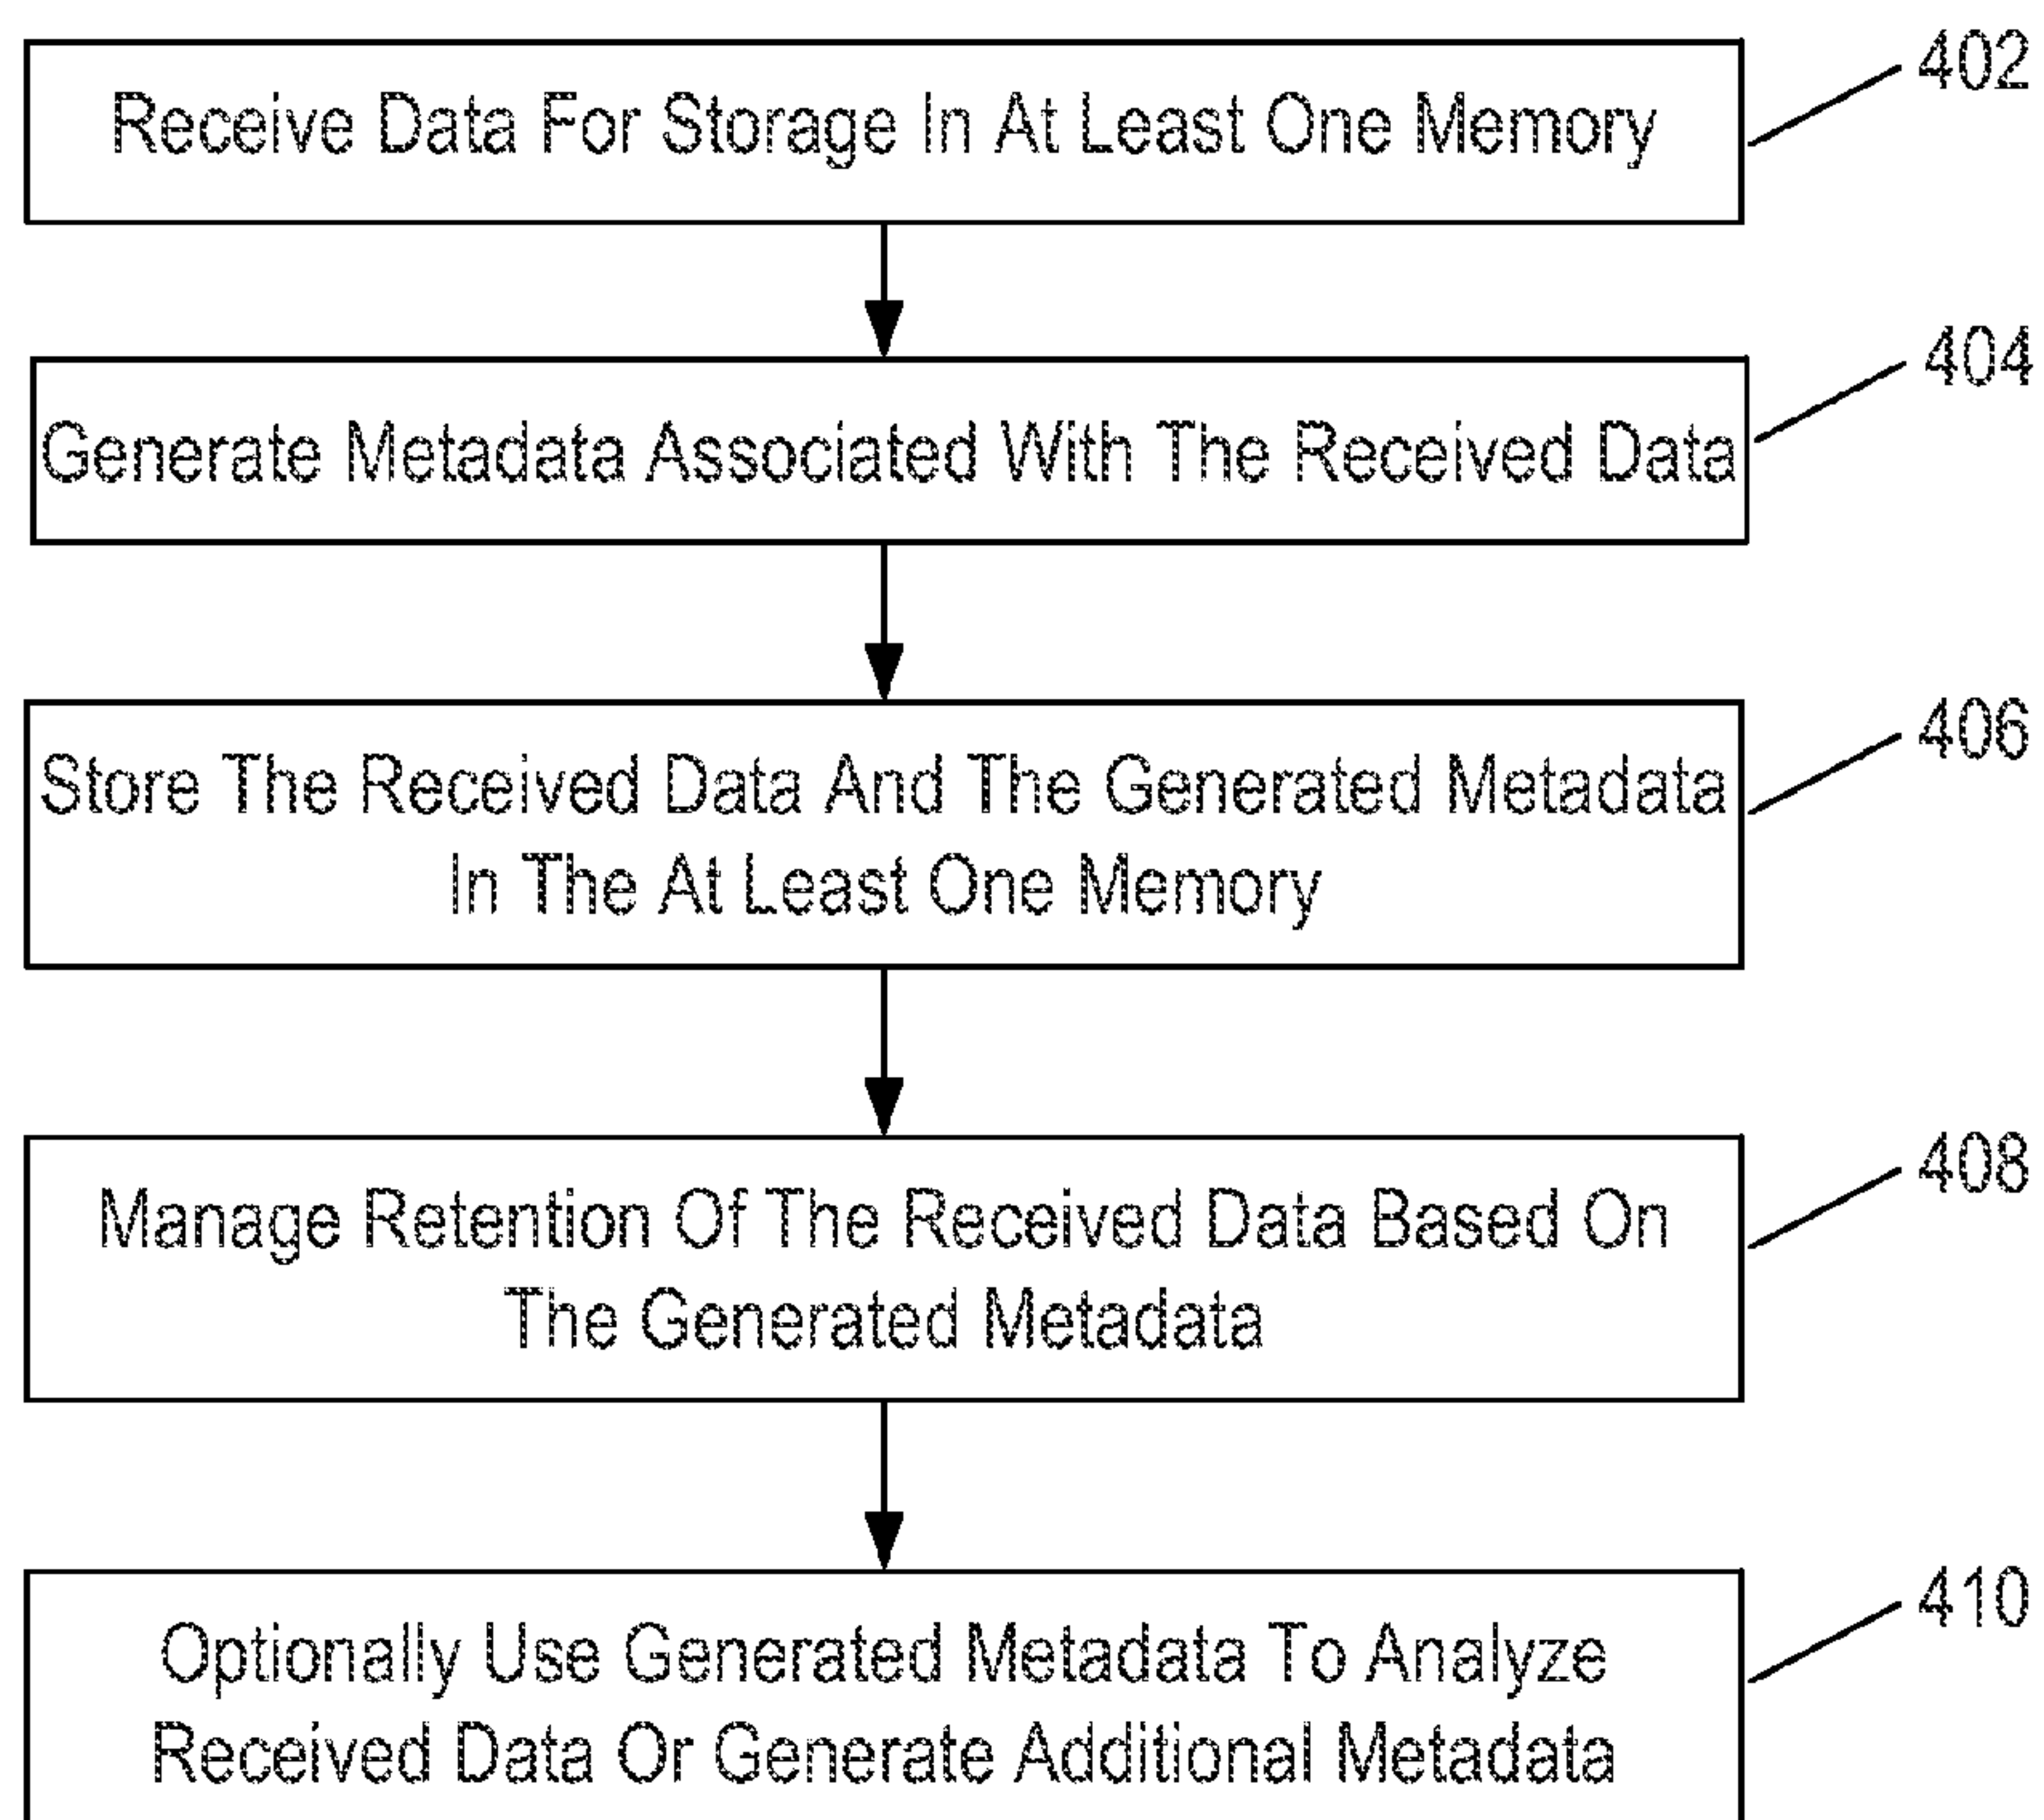 402
Receive Data For Storage In At Least One Memory
404
Generate Metadata Associated With The Received Data
406
Store The Received Data And The Generated Metadata
In The At Least One Memory
408
Manage Retention Of The Received Data Based On
The Generated Metadata
410
Optionally Use Generated Metadata To Analyze
Received Data Or Generate Additional Metadata